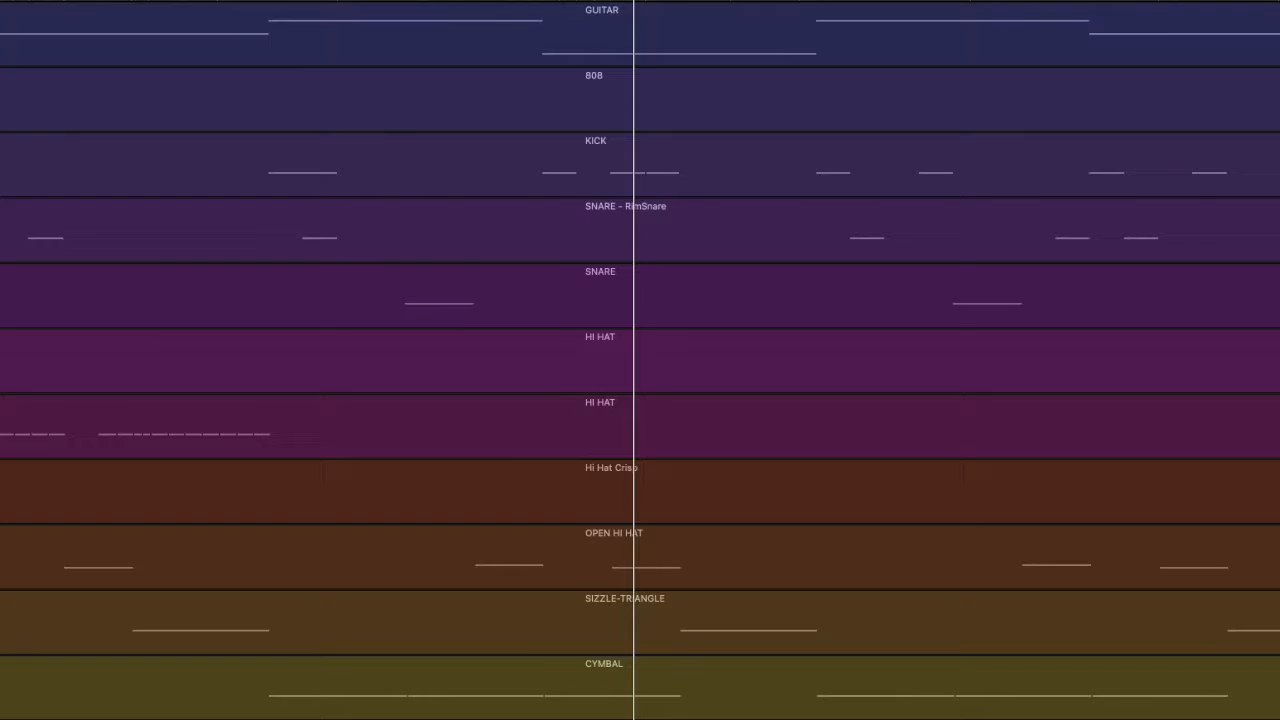 GUITAR
808
KICK
SNARE - RimSnare
SNARE
HI HAT
HI HAT
Hi Hat Crisp
OPEN HI HAT
SIZZLE-TRIANGLE
CYMBAL